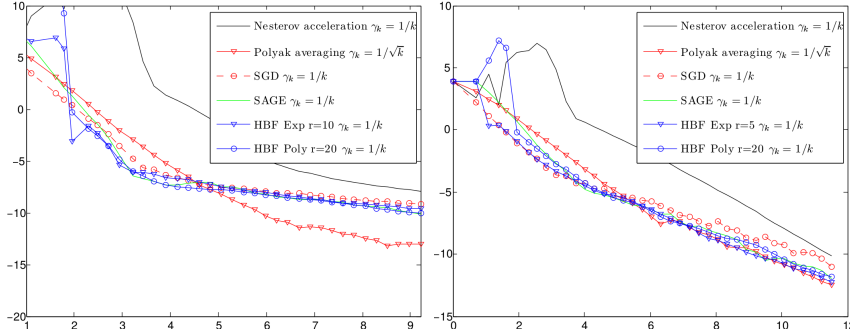 10
5
0
−5
−10
−15
−20
1
2
3
4
5
6
7
8
9
Nesterov acceleration γk = 1/k
Polyak averaging γk = 1/√k
SGD γk = 1/k
SAGE γk = 1/k
HBF Exp r=10 γk = 1/k
HBF Poly r=20 γk = 1/k
10
5
0
−5
−10
−15
0
2
4
6
8
10
12
Nesterov acceleration γk = 1/k
Polyak averaging γk = 1/√k
SGD γk = 1/k
SAGE γk = 1/k
HBF Exp r=5 γk = 1/k
HBF Poly r=20 γk = 1/k